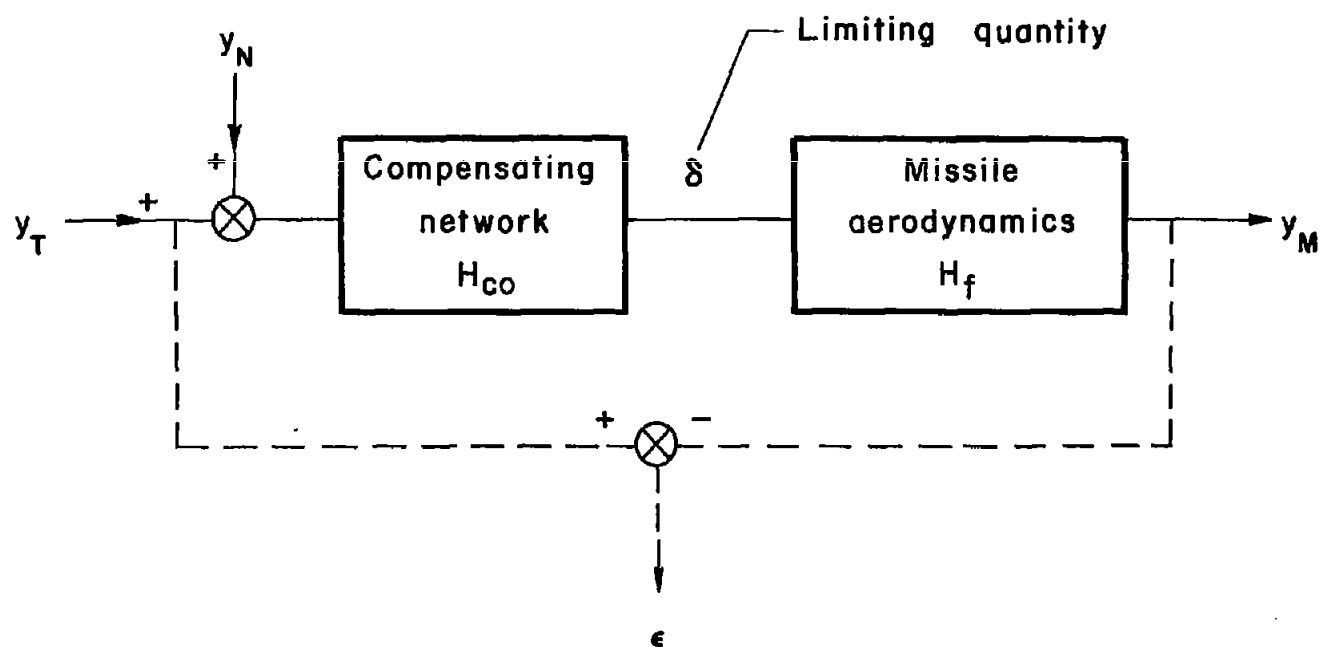 y_N
Limiting quantity
+
+
y_T
Compensating
network
H_co
δ
Missile
aerodynamics
H_f
y_M
+
−
ε